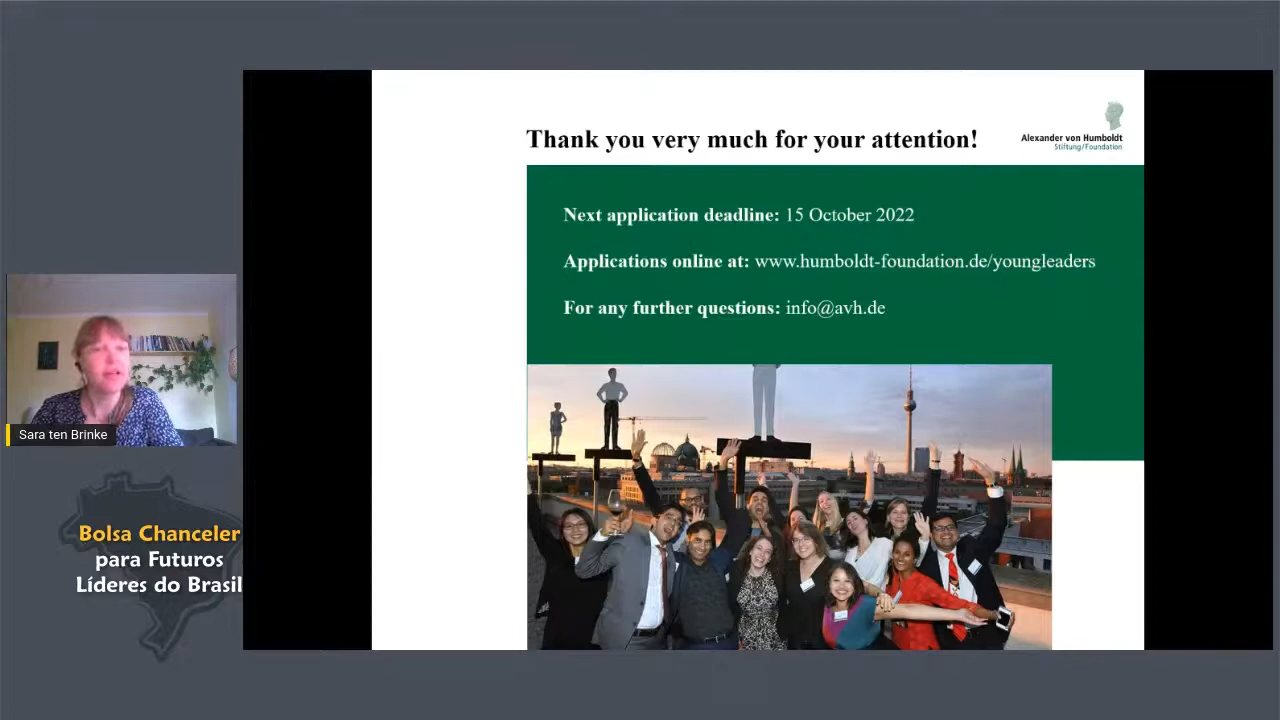 Thank you very much for your attention!
Alexander von Humboldt
Stiftung/Foundation
Next application deadline: 15 October 2022
Applications online at: www.humboldt-foundation.de/youngleaders
For any further questions: info@avh.de
Sara ten Brinke
Bolsa Chanceler
para Futuros
Líderes do Brasil